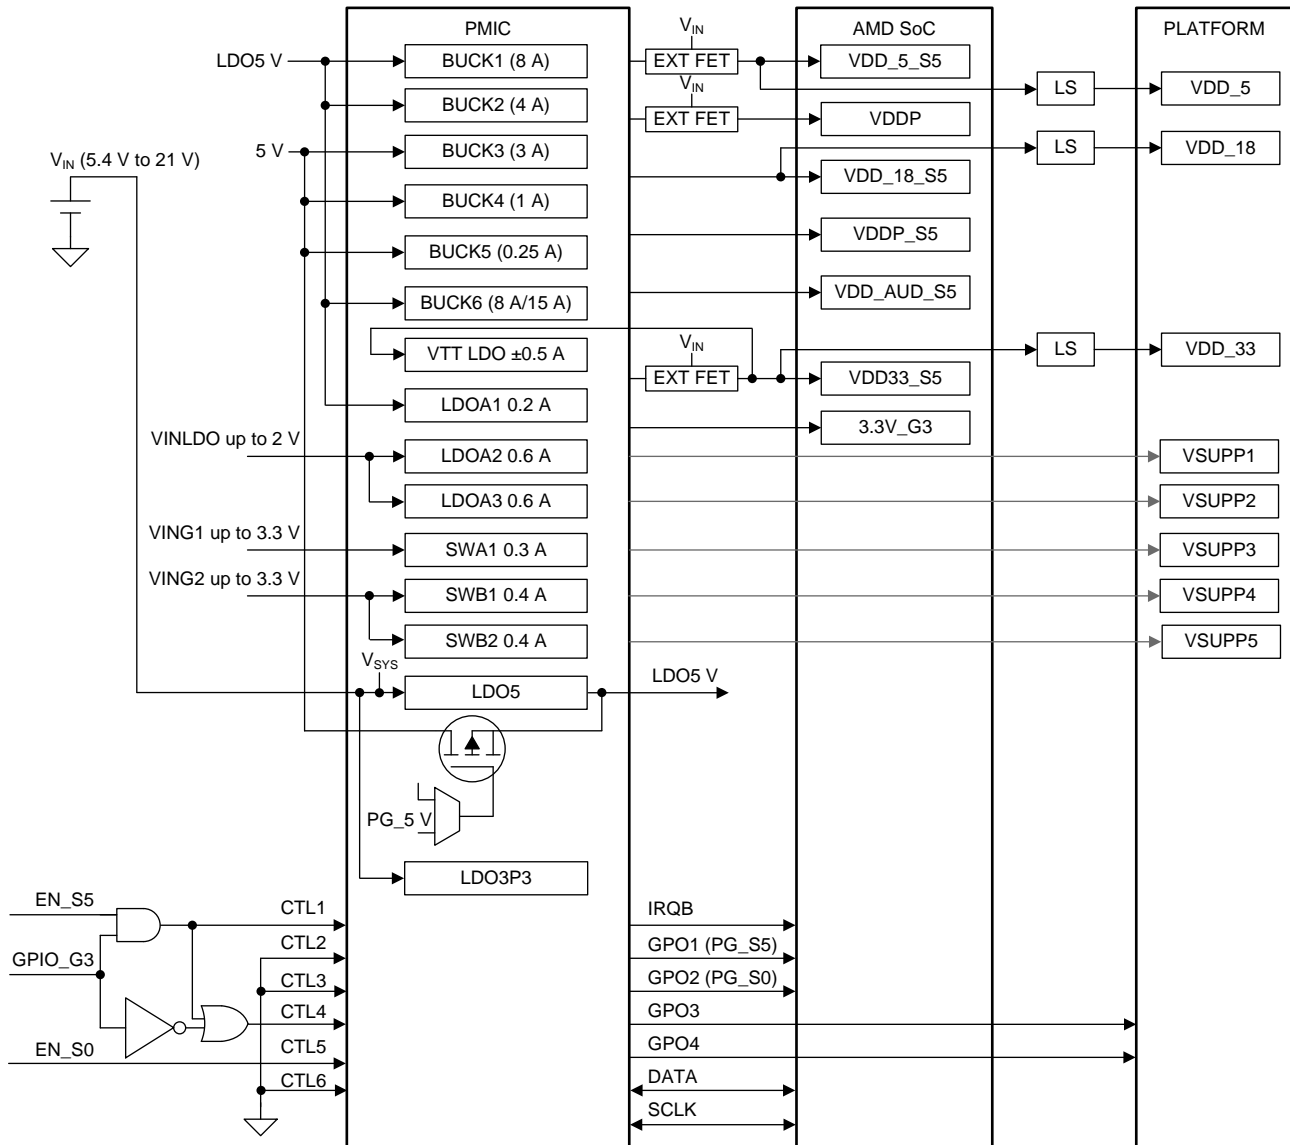 PMIC
AMD SoC
PLATFORM
LDO5 V
5 V
VIN (5.4 V to 21 V)
VINLDO up to 2 V
VING1 up to 3.3 V
VING2 up to 3.3 V
BUCK1 (8 A)
BUCK2 (4 A)
BUCK3 (3 A)
BUCK4 (1 A)
BUCK5 (0.25 A)
BUCK6 (8 A/15 A)
VTT LDO ±0.5 A
LDOA1 0.2 A
LDOA2 0.6 A
LDOA3 0.6 A
SWA1 0.3 A
SWB1 0.4 A
SWB2 0.4 A
VSYS
LDO5
LDO5 V
PG_5 V
LDO3P3
VIN
EXT FET
VIN
EXT FET
VIN
EXT FET
VDD_5_S5
VDDP
VDD_18_S5
VDDP_S5
VDD_AUD_S5
VDD33_S5
3.3V_G3
LS
LS
LS
VDD_5
VDD_18
VDD_33
VSUPP1
VSUPP2
VSUPP3
VSUPP4
VSUPP5
EN_S5
GPIO_G3
EN_S0
CTL1
CTL2
CTL3
CTL4
CTL5
CTL6
IRQB
GPO1 (PG_S5)
GPO2 (PG_S0)
GPO3
GPO4
DATA
SCLK